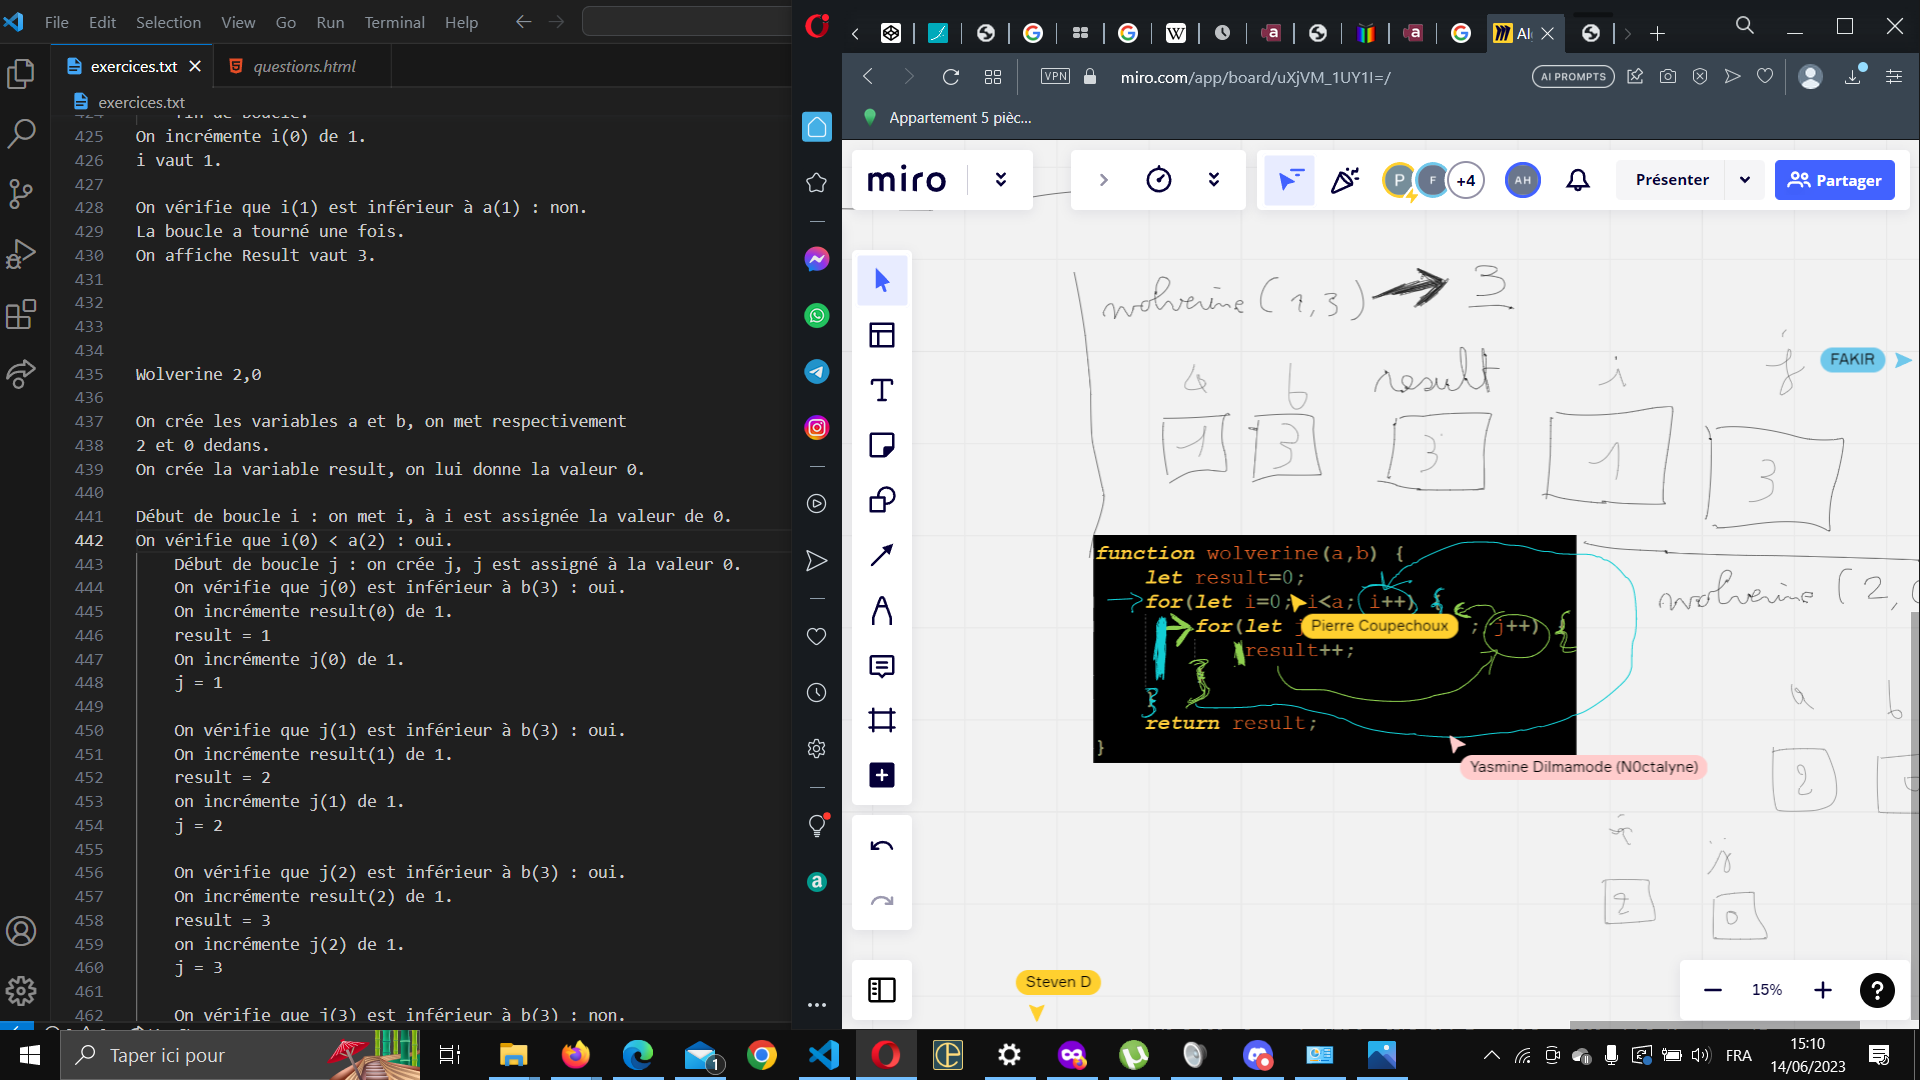 File Edit Selection View Go Run Terminal Help
exercices.txt questions.html
exercices.txt
425 On incrémente i(0) de 1.
426 i vaut 1.
427
428 On vérifie que i(1) est inférieur à a(1) : non.
429 La boucle a tourné une fois.
430 On affiche Result vaut 3.
431
432
433
434
435 Wolverine 2,0
436
437 On crée les variables a et b, on met respectivement
438 2 et 0 dedans.
439 On crée la variable result, on lui donne la valeur 0.
440
441 Début de boucle i : on met i, à i est assignée la valeur de 0.
442 On vérifie que i(0) < a(2) : oui.
443 Début de boucle j : on crée j, j est assigné à la valeur 0.
444 On vérifie que j(0) est inférieur à b(3) : oui.
445 On incrémente result(0) de 1.
446 result = 1
447 On incrémente j(0) de 1.
448 j = 1
449
450 On vérifie que j(1) est inférieur à b(3) : oui.
451 On incrémente result(1) de 1.
452 result = 2
453 on incrémente j(1) de 1.
454 j = 2
455
456 On vérifie que j(2) est inférieur à b(3) : oui.
457 On incrémente result(2) de 1.
458 result = 3
459 on incrémente j(2) de 1.
460 j = 3
461
462 On vérifie que j(3) est inférieur à b(3) : non.
Al
VPN miro.com/app/board/uXjVM_1UY1I=/ AI PROMPTS
Appartement 5 pièc...
miro P F +4 AH Présenter Partager
wolverine (1,3) 3
a b result i j FAKIR
1 3 3 1 3
function wolverine(a,b) {
let result=0;
for(let i=0; i<a; i++) {
for(let j ; j++) {
Pierre Coupechoux
result++;
}
}
return result;
}
Yasmine Dilmamode (N0ctalyne)
wolverine (2,
a b
2
i j
2 0
Steven D
15%
Taper ici pour
1
FRA
15:10
14/06/2023